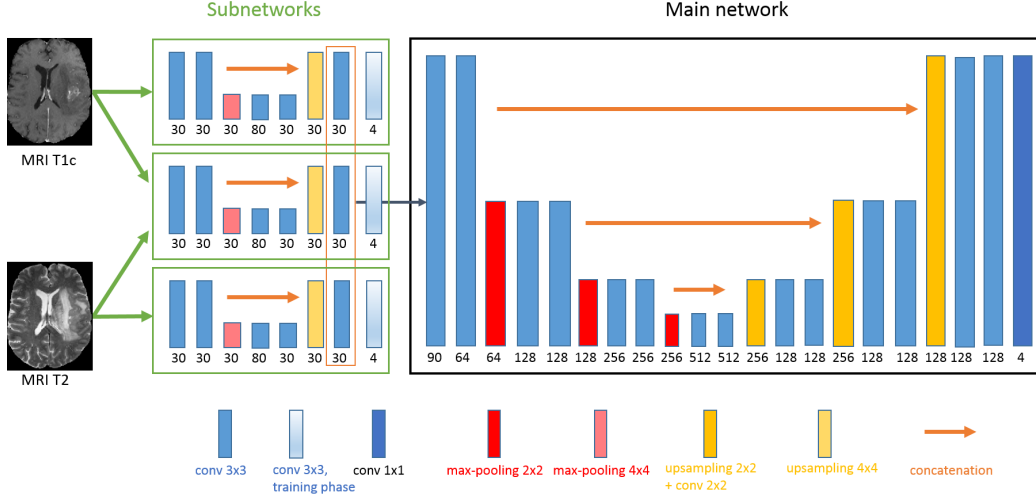 Subnetworks
Main network
30 30 30 80 30 30 30 4
MRI T1c
30 30 30 80 30 30 30 4
30 30 30 80 30 30 30 4
MRI T2
90 64 64 128 128 128 256 256 256 512 512 256 128 128 256 128 128 128 128 128 4
conv 3x3
conv 3x3,
training phase
conv 1x1
max-pooling 2x2
max-pooling 4x4
upsampling 2x2
+ conv 2x2
upsampling 4x4
concatenation